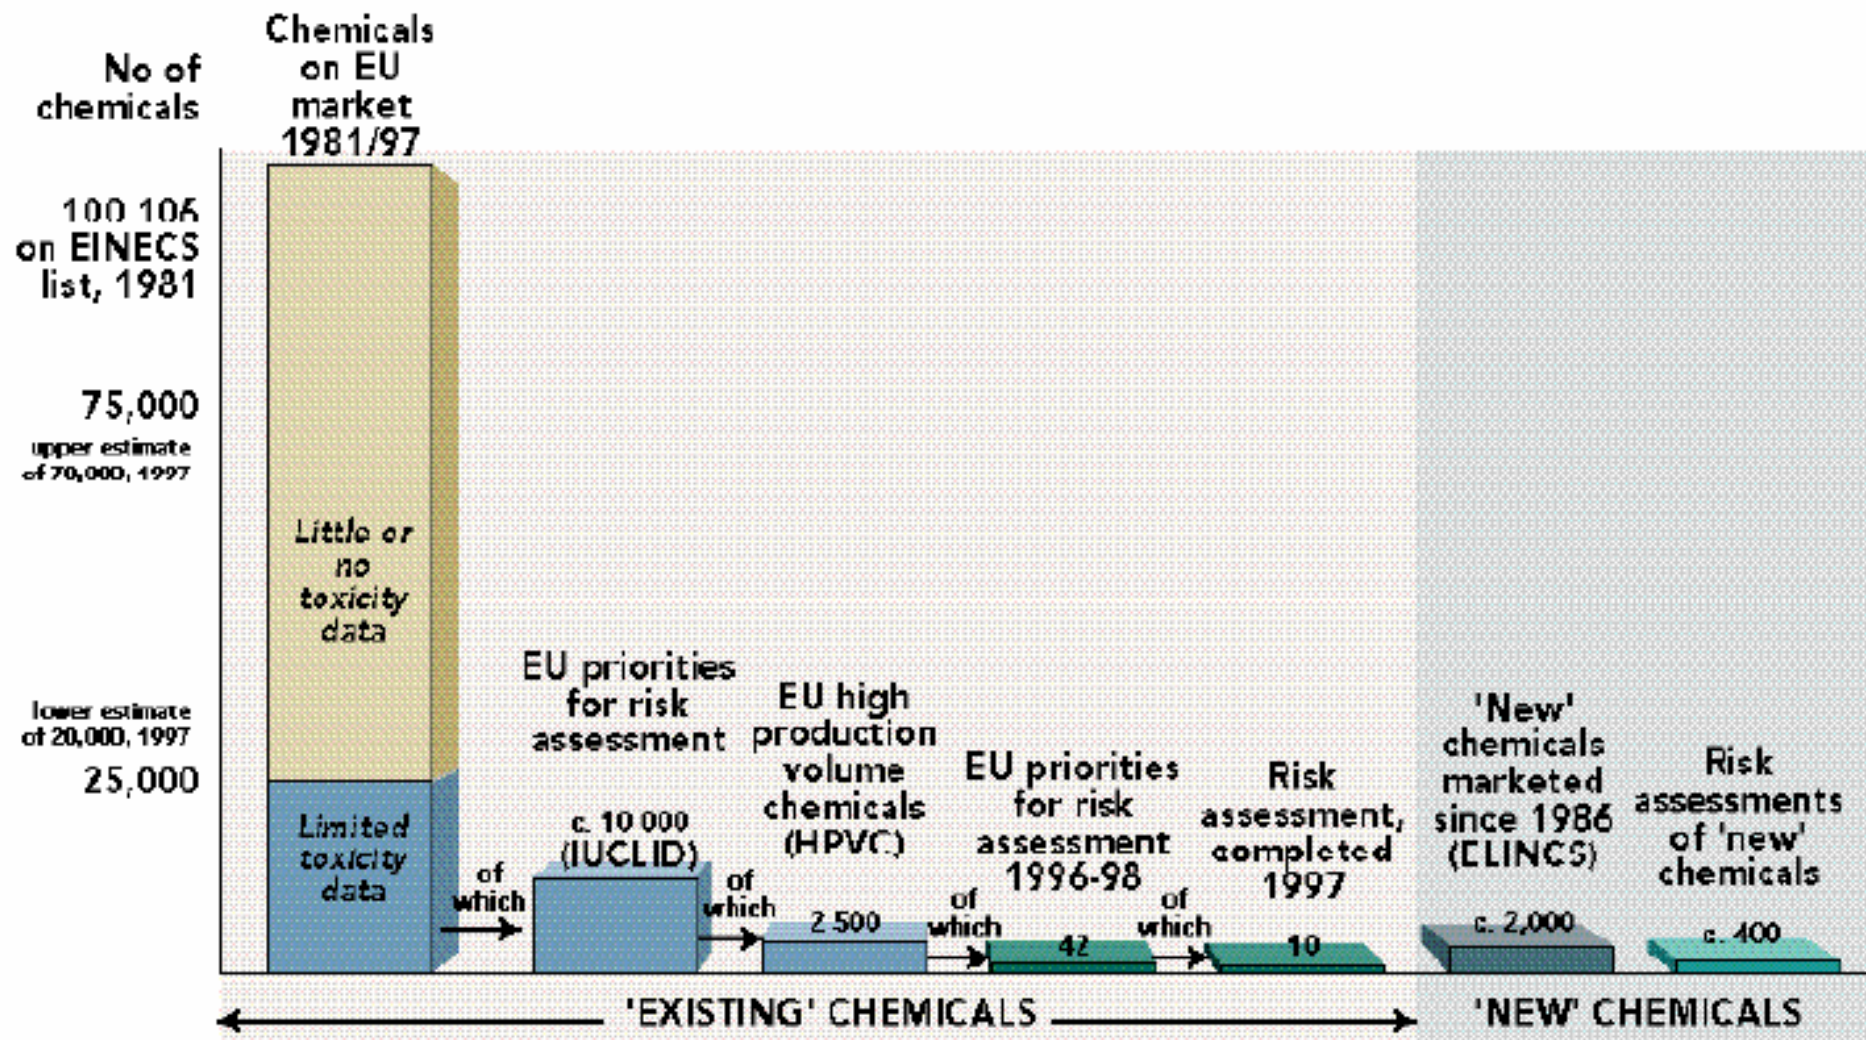 No of
chemicals
100 106
on EINECS
list, 1981
75,000
upper estimate
of 70,000, 1997
lower estimate
of 20,000, 1997
25,000
Chemicals
on EU
market
1981/97
Little or
no
toxicity
data
Limited
toxicity
data
of
which
EU priorities
for risk
assessment
c. 10 000
(IUCLID)
of
which
EU high
production
volume
chemicals
(HPVC)
2 500
of
which
EU priorities
for risk
assessment
1996-98
42
of
which
Risk
assessment,
completed
1997
10
'New'
chemicals
marketed
since 1986
(ELINCS)
c. 2,000
Risk
assessments
of 'new'
chemicals
c. 400
'EXISTING' CHEMICALS
'NEW' CHEMICALS